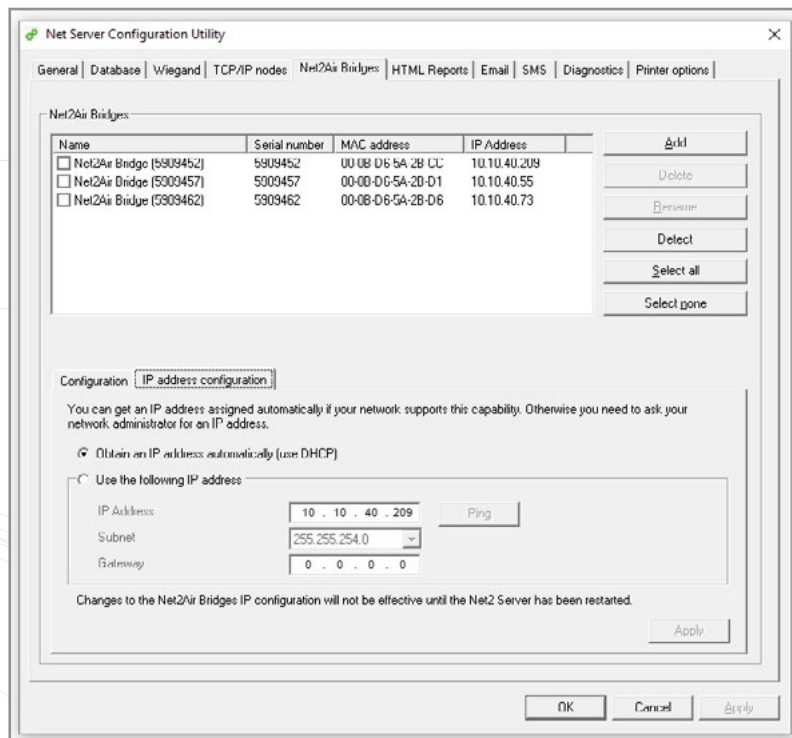 Net Server Configuration Utility
General Database Wiegand TCP/IP nodes Net2Air Bridges HTML Reports Email SMS Diagnostics Printer options
Net2Air Bridges
Name Serial number MAC address IP Address
Net2Air Bridge (5909452) 5909452 00-0B-D6-5A-2B-CC 10.10.40.209
Net2Air Bridge (5909457) 5909457 00-0B-D6-5A-2B-D1 10.10.40.55
Net2Air Bridge (5909462) 5909462 00-0B-D6-5A-2B-D6 10.10.40.73
Add
Delete
Rename
Detect
Select all
Select none
Configuration IP address configuration
You can get an IP address assigned automatically if your network supports this capability. Otherwise you need to ask your
network administrator for an IP address.
Obtain an IP address automatically (use DHCP)
Use the following IP address
IP Address 10 . 10 . 40 . 209 Ping
Subnet 255.255.254.0
Gateway 0 . 0 . 0 . 0
Changes to the Net2Air Bridges IP configuration will not be effective until the Net2 Server has been restarted.
Apply
OK Cancel Apply